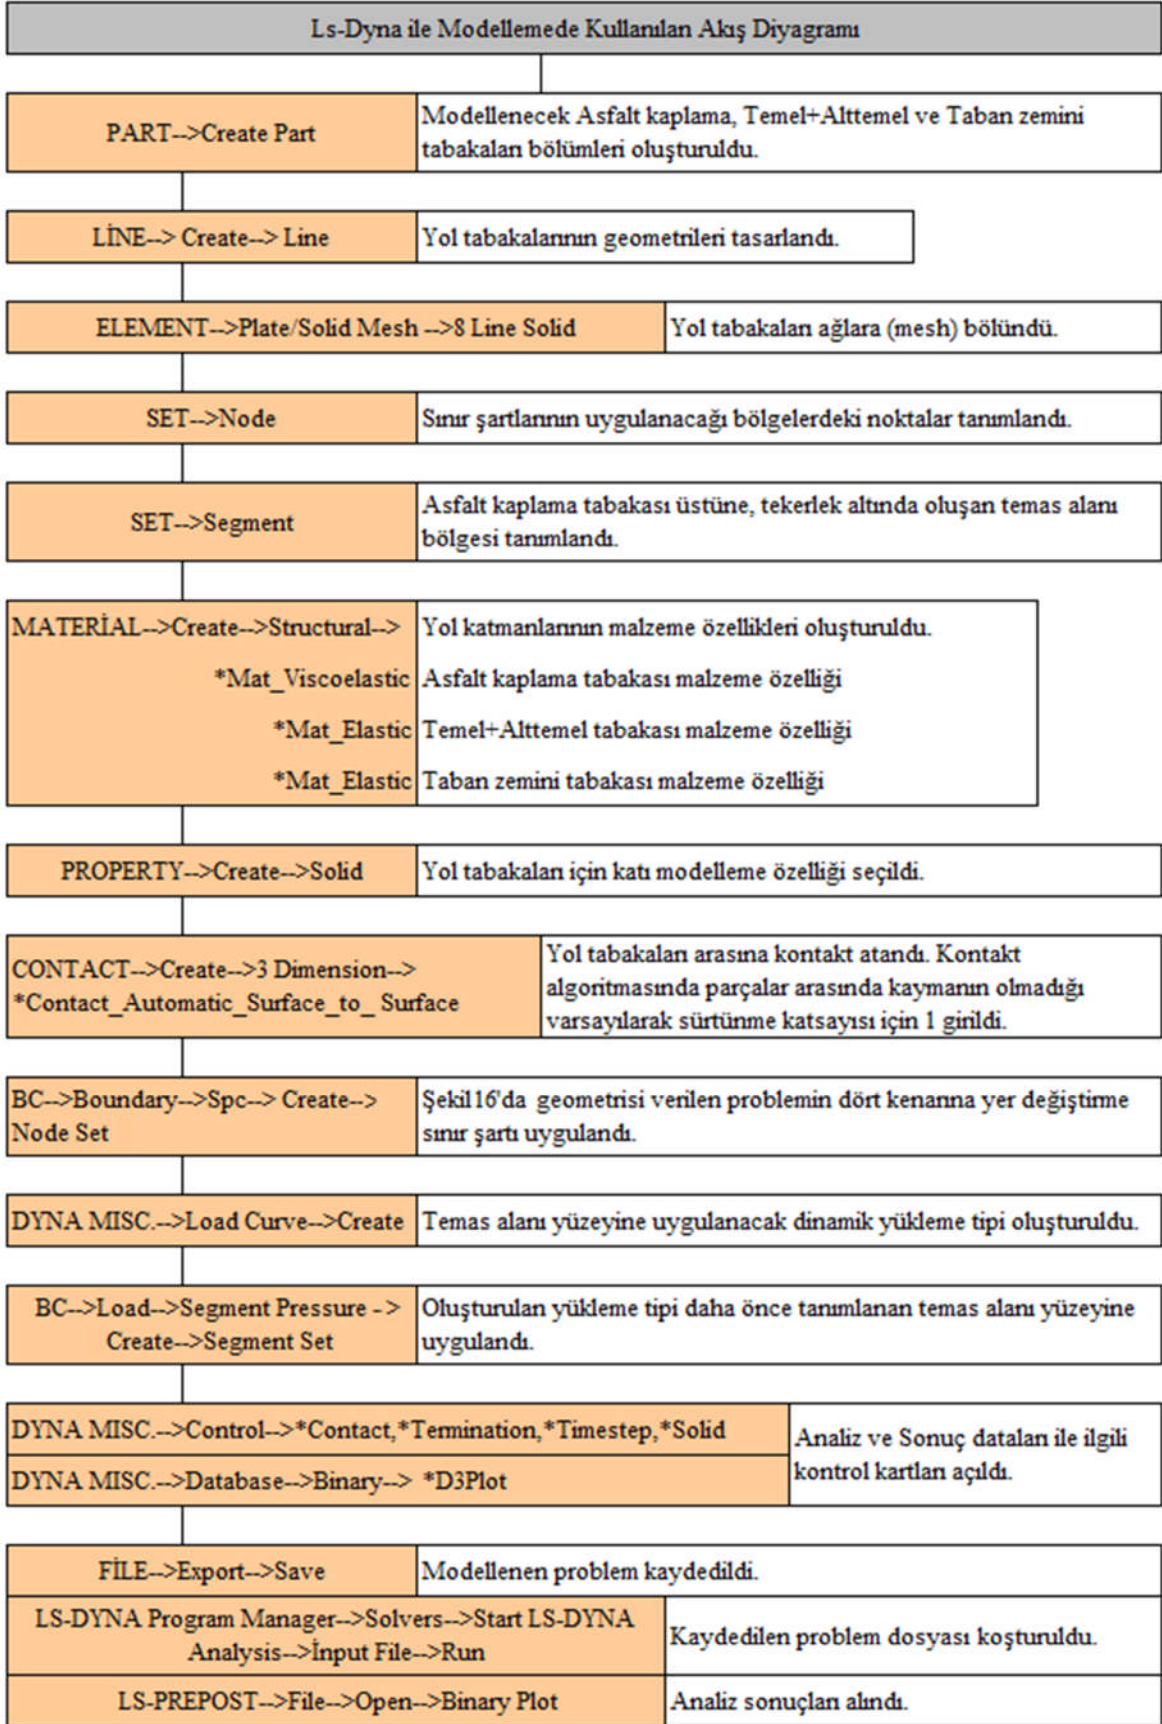 Ls-Dyna ile Modellemede Kullanılan Akış Diyagramı
PART-->Create Part
Modellenecek Asfalt kaplama, Temel+Alttemel ve Taban zemini
tabakaları bölümleri oluşturuldu.
LİNE--> Create--> Line
Yol tabakalarının geometrileri tasarlandı.
ELEMENT-->Plate/Solid Mesh -->8 Line Solid
Yol tabakaları ağlara (mesh) bölündü.
SET-->Node
Sınır şartlarının uygulanacağı bölgelerdeki noktalar tanımlandı.
SET-->Segment
Asfalt kaplama tabakası üstüne, tekerlek altında oluşan temas alanı
bölgesi tanımlandı.
MATERİAL-->Create-->Structural-->
Yol katmanlarının malzeme özellikleri oluşturuldu.
*Mat_Viscoelastic
Asfalt kaplama tabakası malzeme özelliği
*Mat_Elastic
Temel+Alttemel tabakası malzeme özelliği
*Mat_Elastic
Taban zemini tabakası malzeme özelliği
PROPERTY-->Create-->Solid
Yol tabakaları için katı modelleme özelliği seçildi.
CONTACT-->Create-->3 Dimension-->
*Contact_Automatic_Surface_to_ Surface
Yol tabakaları arasına kontakt atandı. Kontakt
algoritmasında parçalar arasında kaymanın olmadığı
varsayılarak sürtünme katsayısı için 1 girildi.
BC-->Boundary-->Spc--> Create-->
Node Set
Şekil16'da geometrisi verilen problemin dört kenarına yer değiştirme
sınır şartı uygulandı.
DYNA MISC.-->Load Curve-->Create
Temas alanı yüzeyine uygulanacak dinamik yükleme tipi oluşturuldu.
BC-->Load-->Segment Pressure - >
Create-->Segment Set
Oluşturulan yükleme tipi daha önce tanımlanan temas alanı yüzeyine
uygulandı.
DYNA MISC.-->Control-->*Contact,*Termination,*Timestep,*Solid
DYNA MISC.-->Database-->Binary--> *D3Plot
Analiz ve Sonuç dataları ile ilgili
kontrol kartları açıldı.
FİLE-->Export-->Save
Modellenen problem kaydedildi.
LS-DYNA Program Manager-->Solvers-->Start LS-DYNA
Analysis-->İnput File-->Run
Kaydedilen problem dosyası koşturuldu.
LS-PREPOST-->File-->Open-->Binary Plot
Analiz sonuçları alındı.